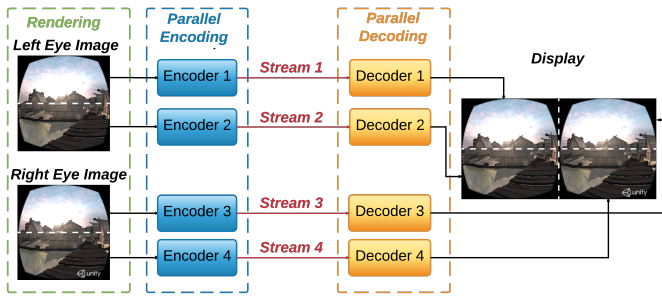 Rendering
Parallel
Encoding
Parallel
Decoding
Left Eye Image
Display
Encoder 1
Stream 1
Decoder 1
Encoder 2
Stream 2
Decoder 2
Right Eye Image
unity
Encoder 3
Stream 3
Decoder 3
Encoder 4
Stream 4
Decoder 4
unity